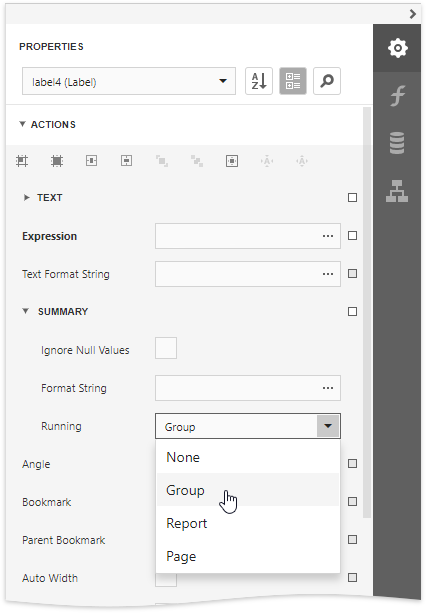 PROPERTIES
label4 (Label)
ACTIONS
TEXT
Expression
Text Format String
SUMMARY
Ignore Null Values
Format String
Running Group
None
Angle
Group
Bookmark
Report
Parent Bookmark
Page
Auto Width